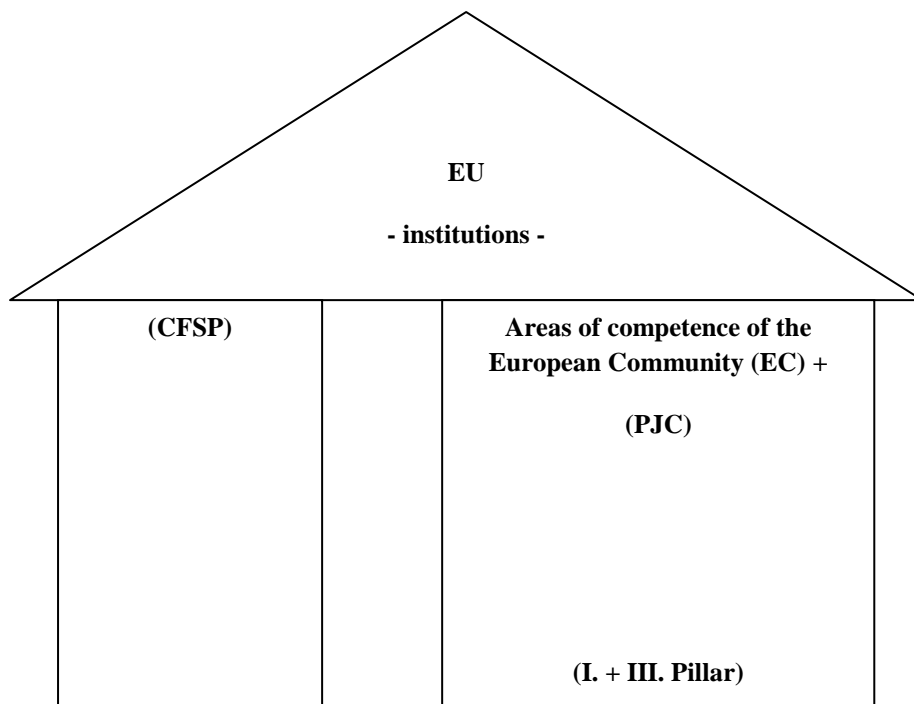 EU
- institutions -
(CFSP)
Areas of competence of the
European Community (EC) +
(PJC)
(I. + III. Pillar)